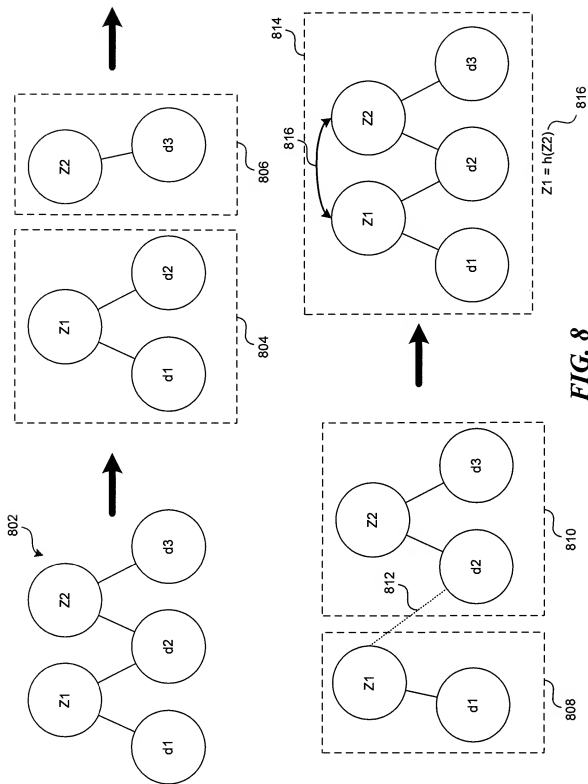 802
Z1
Z2
d1
d2
d3
Z1
d1
d2
804
Z2
d3
806
Z1
d1
808
812
Z2
d2
d3
810
814
816
Z1
Z2
d1
d2
d3
Z1 = h(Z2)
816
FIG. 8